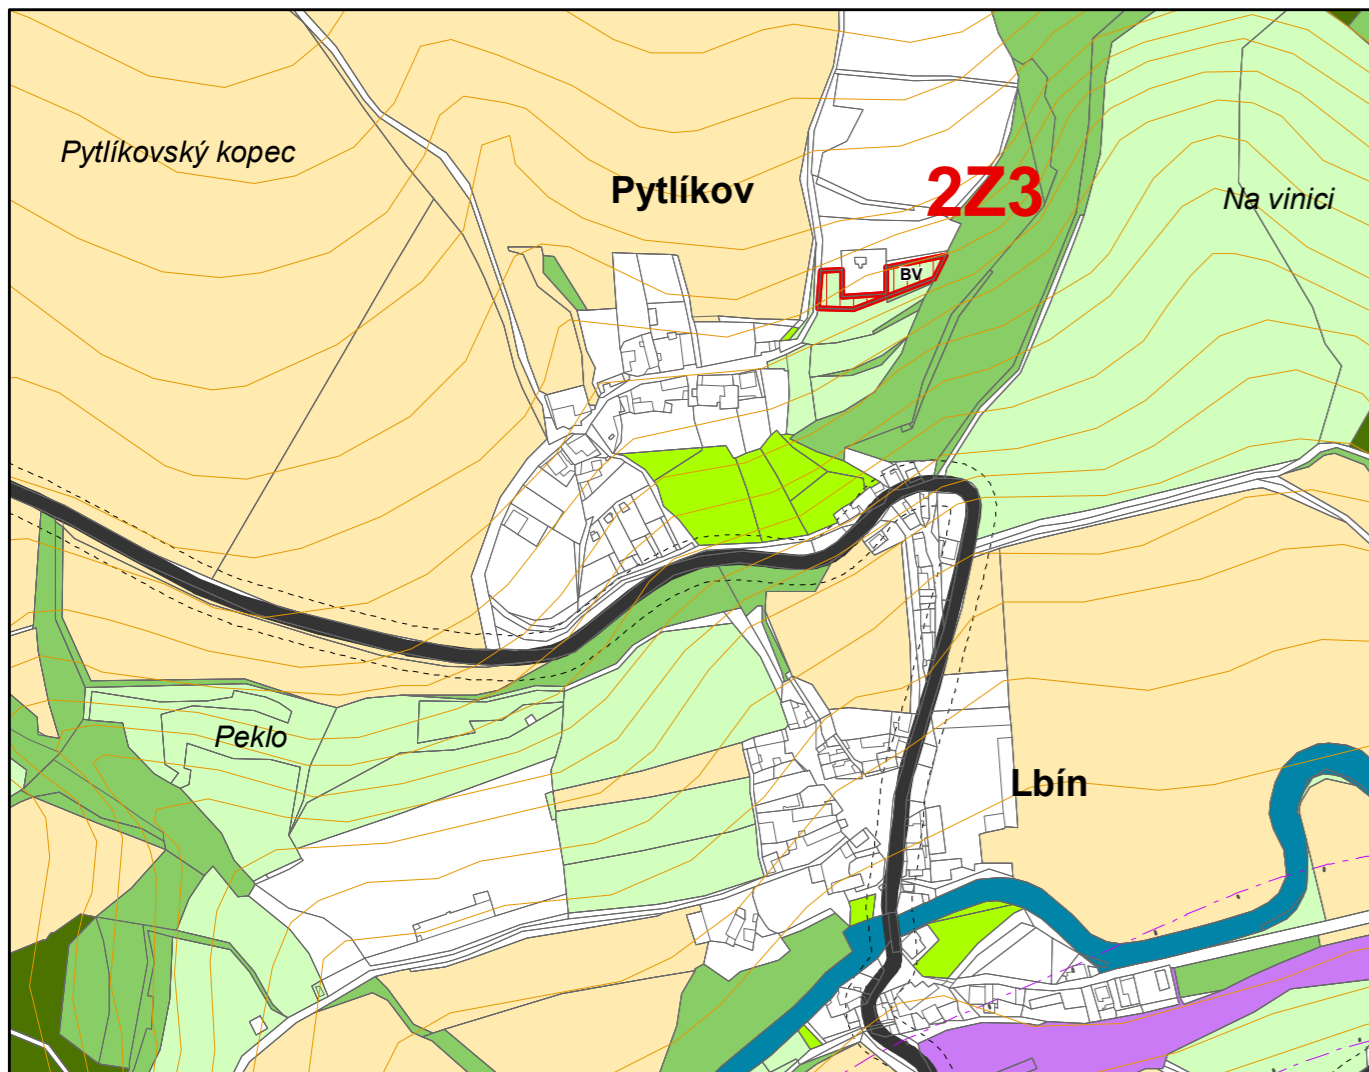 Pytlíkovský kopec
Pytlíkov
2Z3
Na vinici
BV
Peklo
Lbín